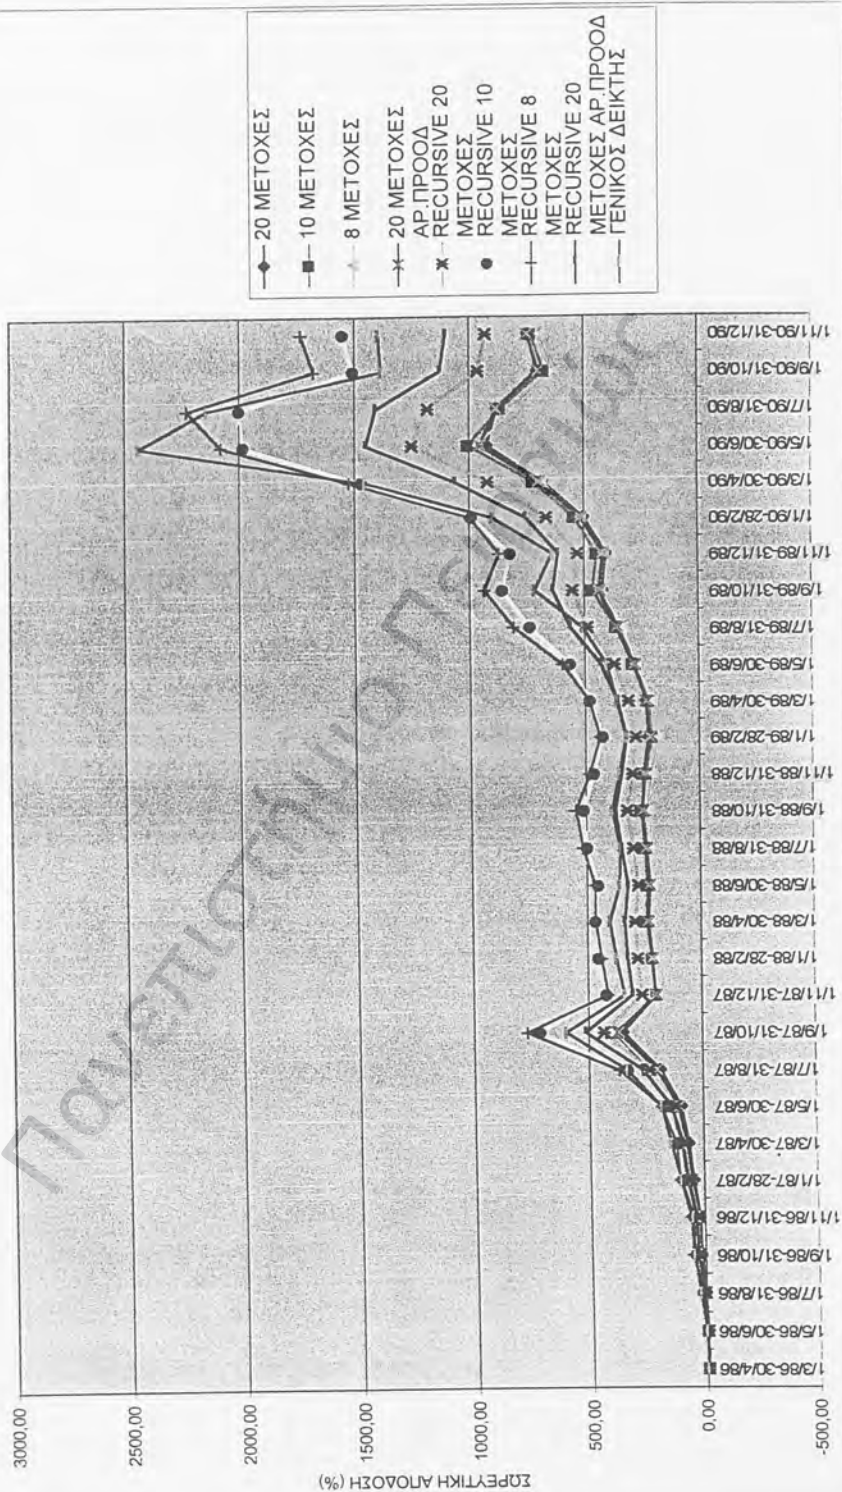 3000,00
2500,00
2000,00
1500,00
1000,00
500,00
0,00
-500,00
ΣΩΡΕΥΤΙΚΗ ΑΠΟΔΟΣΗ (%)
1/3/86-30/4/86
1/5/86-30/6/86
1/7/86-31/8/86
1/9/86-31/10/86
1/11/86-31/12/86
1/1/87-28/2/87
1/3/87-30/4/87
1/5/87-30/6/87
1/7/87-31/8/87
1/9/87-31/10/87
1/11/87-31/12/87
1/1/88-28/2/88
1/3/88-30/4/88
1/5/88-30/6/88
1/7/88-31/8/88
1/9/88-31/10/88
1/11/88-31/12/88
1/1/89-28/2/89
1/3/89-30/4/89
1/5/89-30/6/89
1/7/89-31/8/89
1/9/89-31/10/89
1/11/89-31/12/89
1/1/90-28/2/90
1/3/90-30/4/90
1/5/90-30/6/90
1/7/90-31/8/90
1/9/90-31/10/90
1/11/90-31/12/90
20 ΜΕΤΟΧΕΣ
10 ΜΕΤΟΧΕΣ
8 ΜΕΤΟΧΕΣ
20 ΜΕΤΟΧΕΣ
ΑΡ.ΠΡΟΟΔ
RECURSIVE 20
ΜΕΤΟΧΕΣ
RECURSIVE 10
ΜΕΤΟΧΕΣ
RECURSIVE 8
ΜΕΤΟΧΕΣ
RECURSIVE 20
ΜΕΤΟΧΕΣ ΑΡ.ΠΡΟΟΔ
ΓΕΝΙΚΟΣ ΔΕΙΚΤΗΣ
Πανεπιστήμιο Πειραιώς